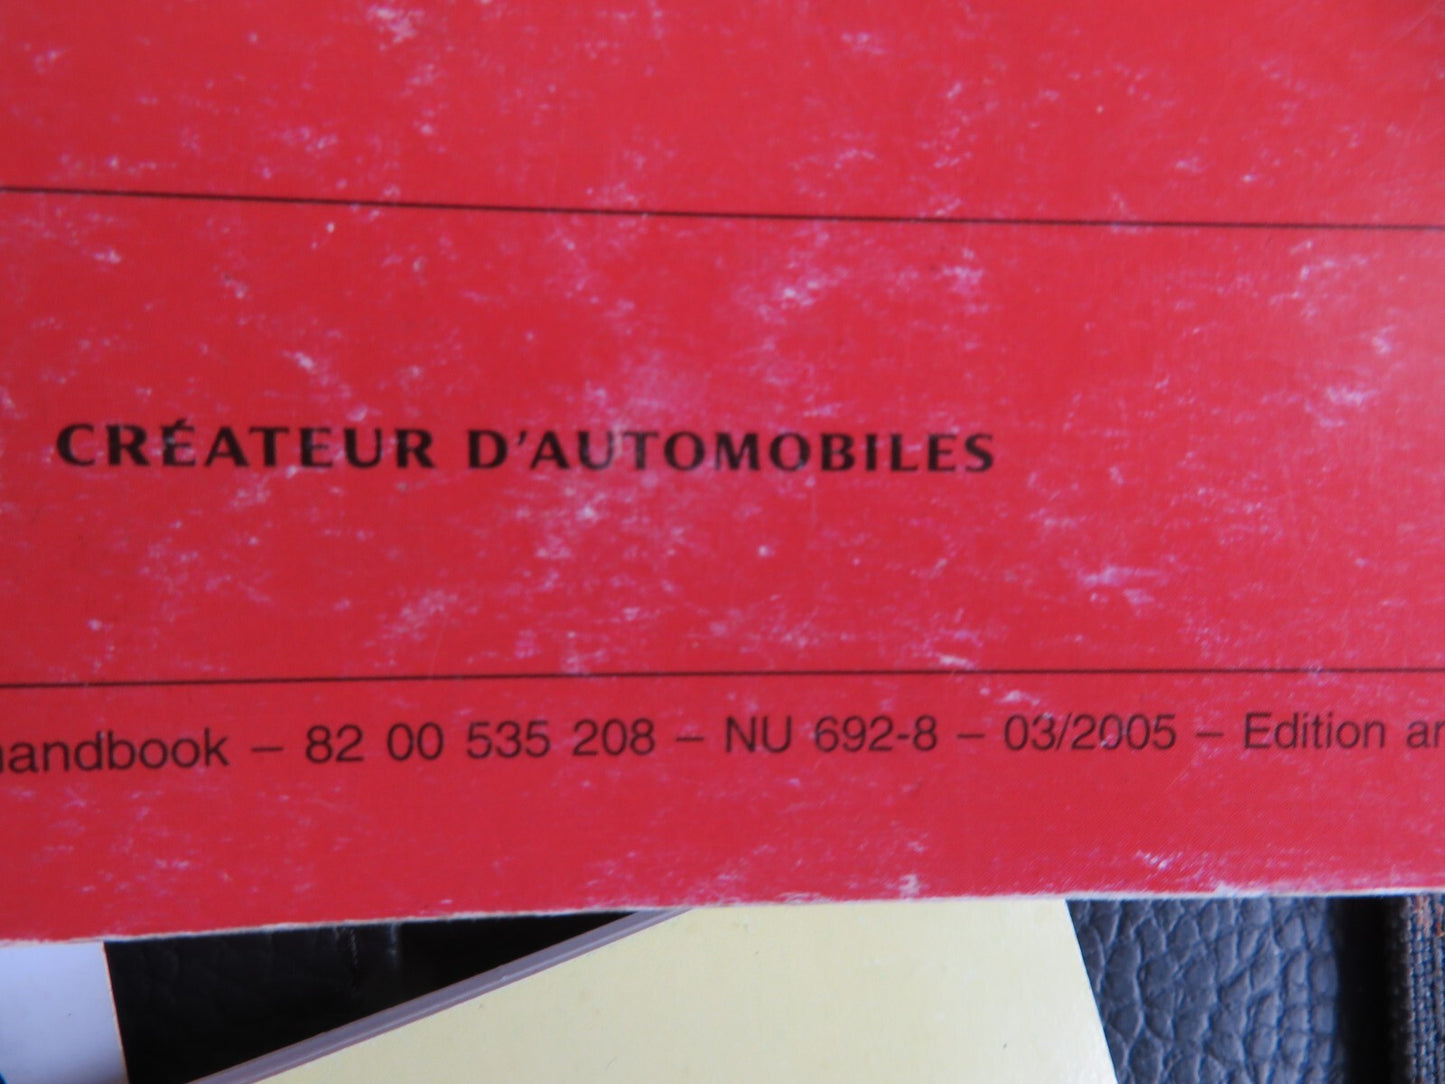 CRÉATEUR D'AUTOMOBILES
handbook – 82 00 535 208 – NU 692-8 – 03/2005 – Edition